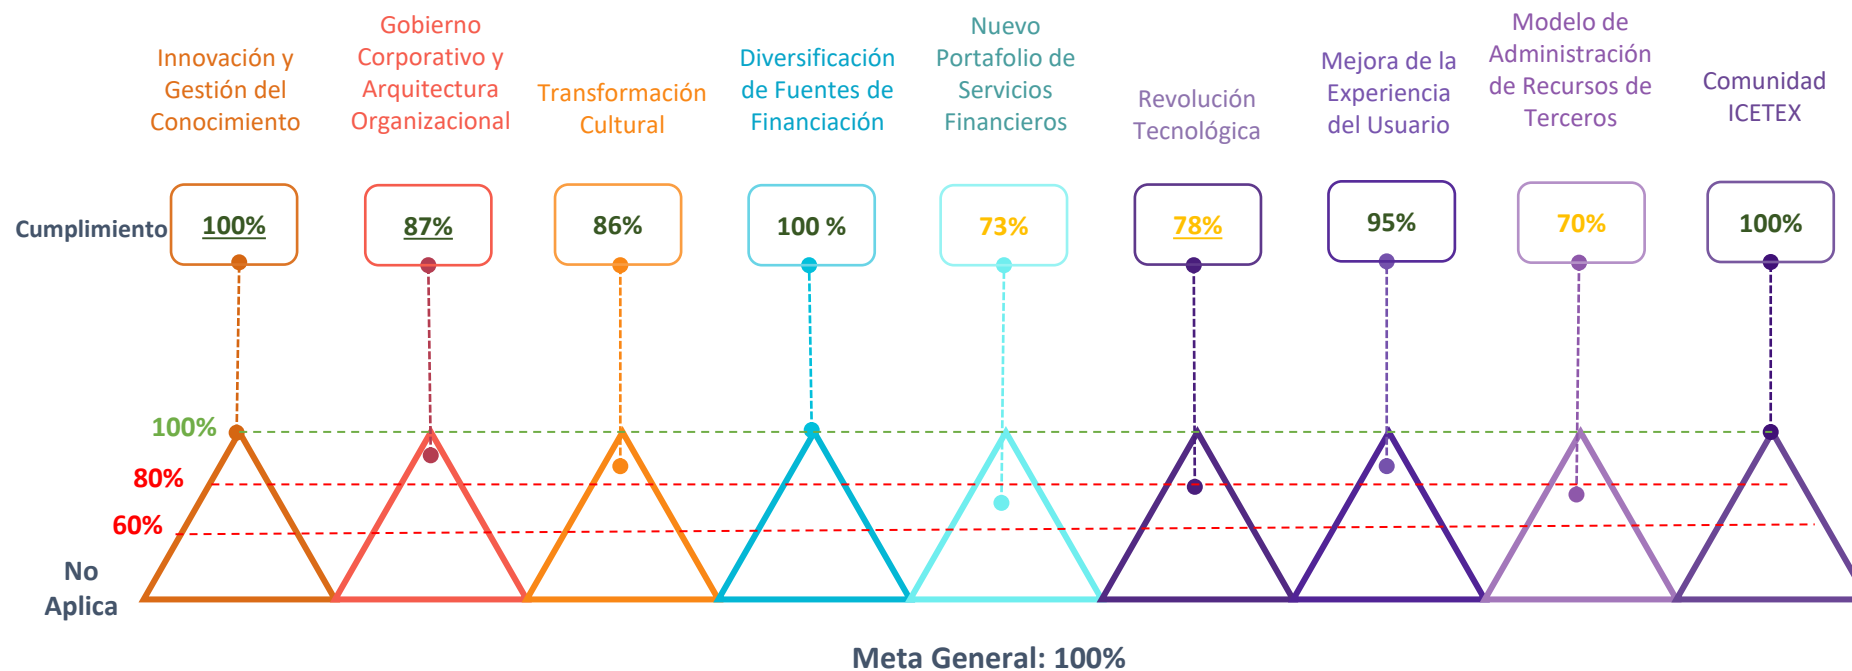 Innovación y
Gestión del
Conocimiento
Gobierno
Corporativo y
Arquitectura
Organizacional
Transformación
Cultural
Diversificación
de Fuentes de
Financiación
Nuevo
Portafolio de
Servicios
Financieros
Revolución
Tecnológica
Mejora de la
Experiencia
del Usuario
Modelo de
Administración
de Recursos de
Terceros
Comunidad
ICETEX
Cumplimiento
100%
87%
86%
100 %
73%
78%
95%
70%
100%
100%
80%
60%
No
Aplica
Meta General: 100%